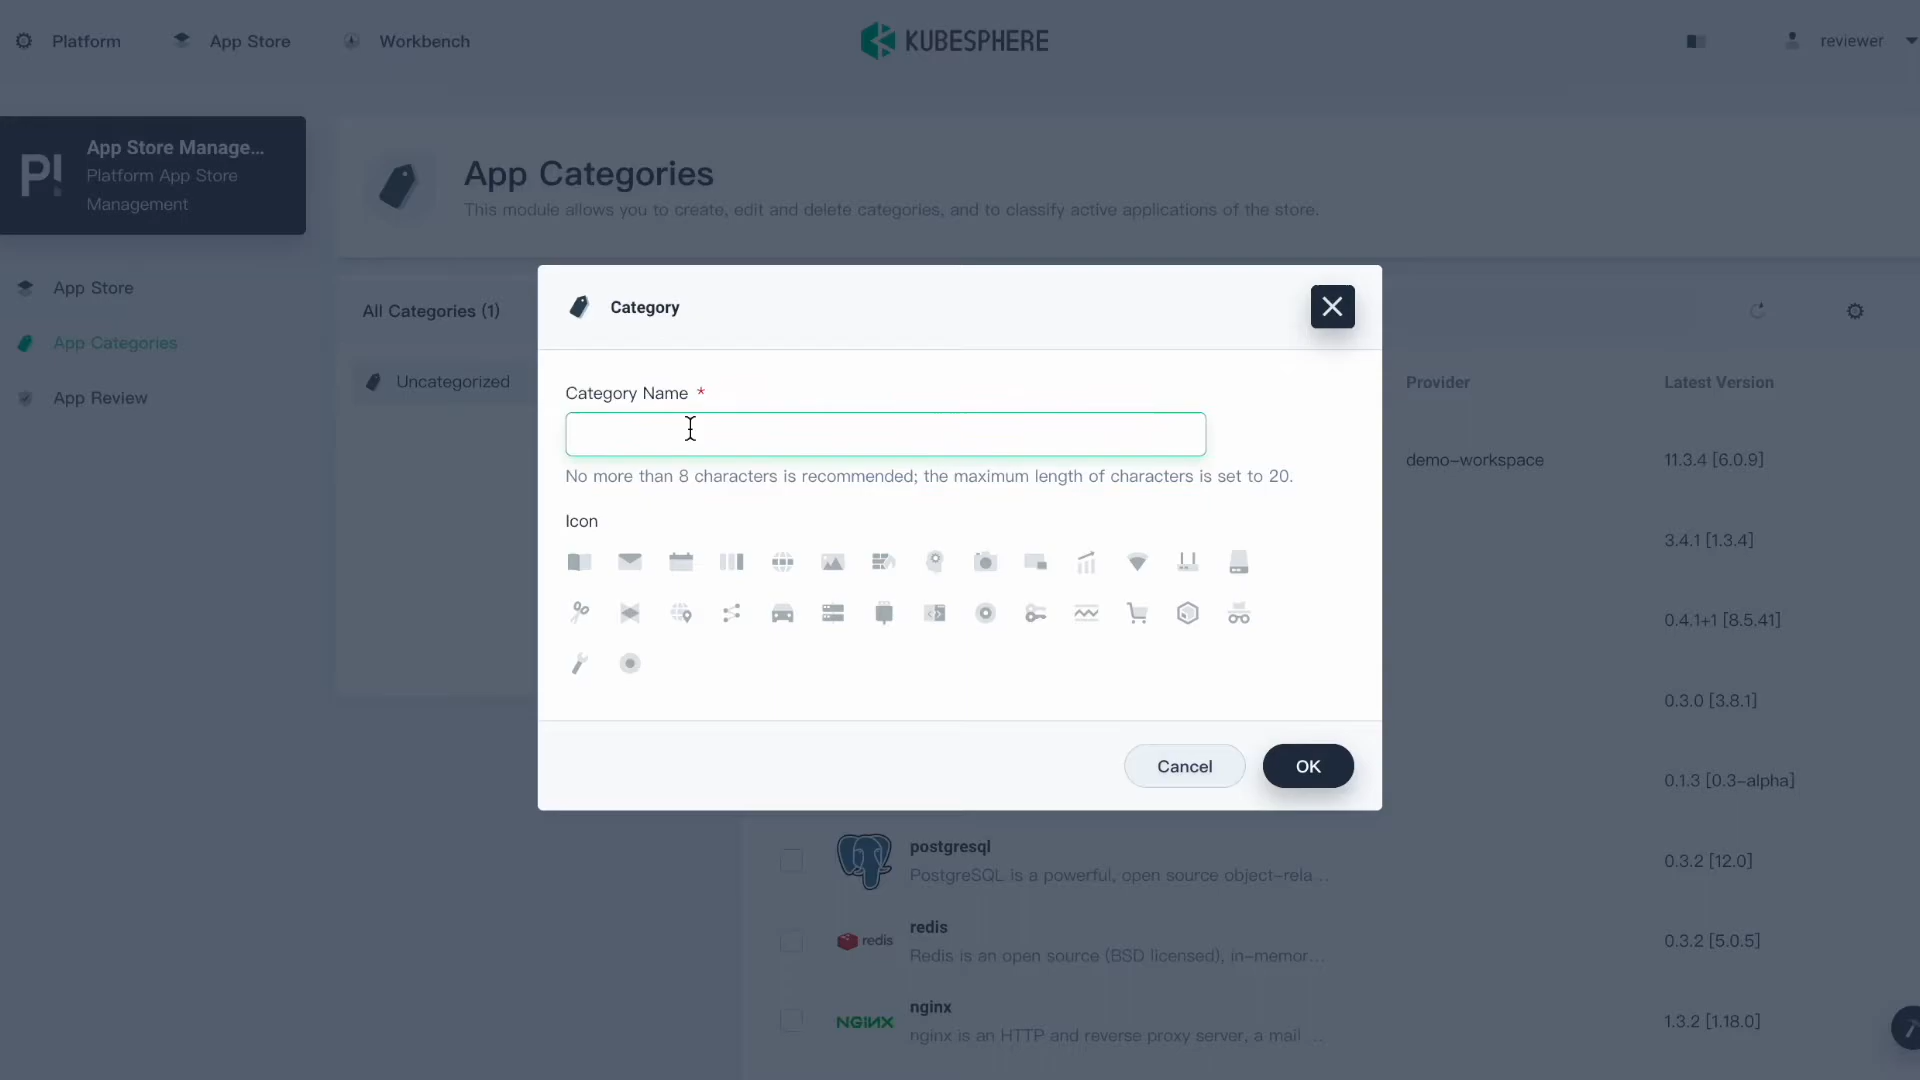 Platform
App Store
Workbench
KUBESPHERE
reviewer
App Store Manage...
Platform App Store
Management
App Categories
This module allows you to create, edit and delete categories, and to classify active applications of the store.
App Store
App Categories
App Review
All Categories (1)
Uncategorized
Category
Category Name *
No more than 8 characters is recommended; the maximum length of characters is set to 20.
Icon
Cancel
OK
Provider
Latest Version
demo-workspace
11.3.4 [6.0.9]
3.4.1 [1.3.4]
0.4.1+1 [8.5.41]
0.3.0 [3.8.1]
0.1.3 [0.3-alpha]
postgresql
PostgreSQL is a powerful, open source object-rela...
0.3.2 [12.0]
redis
redis
Redis is an open source (BSD licensed), in-memor...
0.3.2 [5.0.5]
NGINX
nginx
nginx is an HTTP and reverse proxy server, a mail ...
1.3.2 [1.18.0]